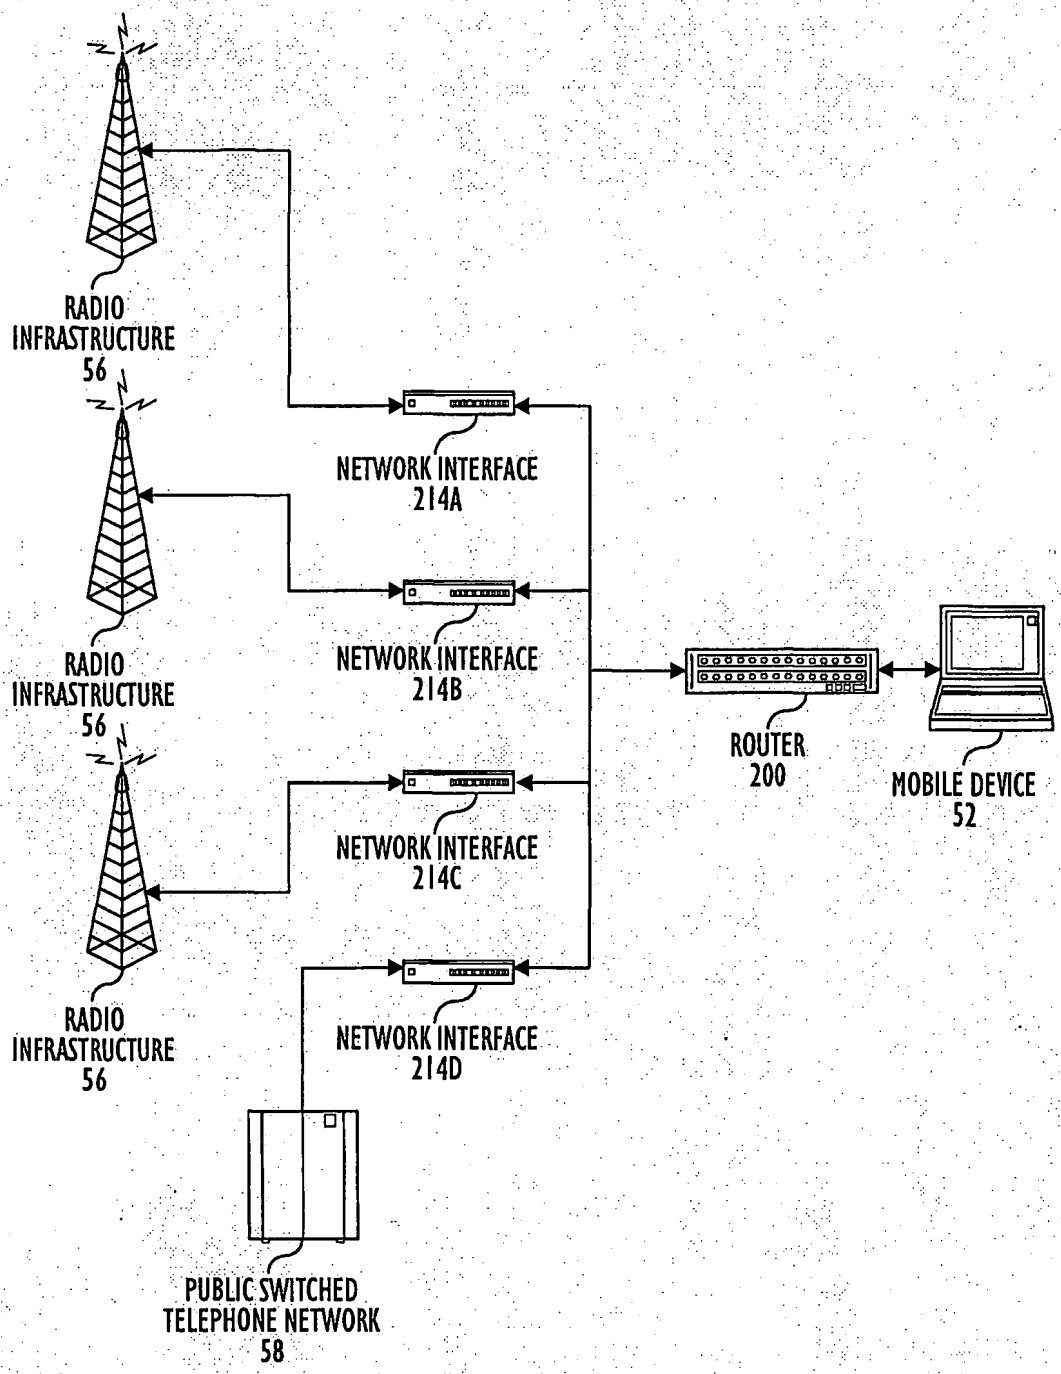 RADIO
INFRASTRUCTURE
56
NETWORK INTERFACE
214A
RADIO
INFRASTRUCTURE
56
NETWORK INTERFACE
214B
ROUTER
200
MOBILE DEVICE
52
NETWORK INTERFACE
214C
RADIO
INFRASTRUCTURE
56
NETWORK INTERFACE
214D
PUBLIC SWITCHED
TELEPHONE NETWORK
58